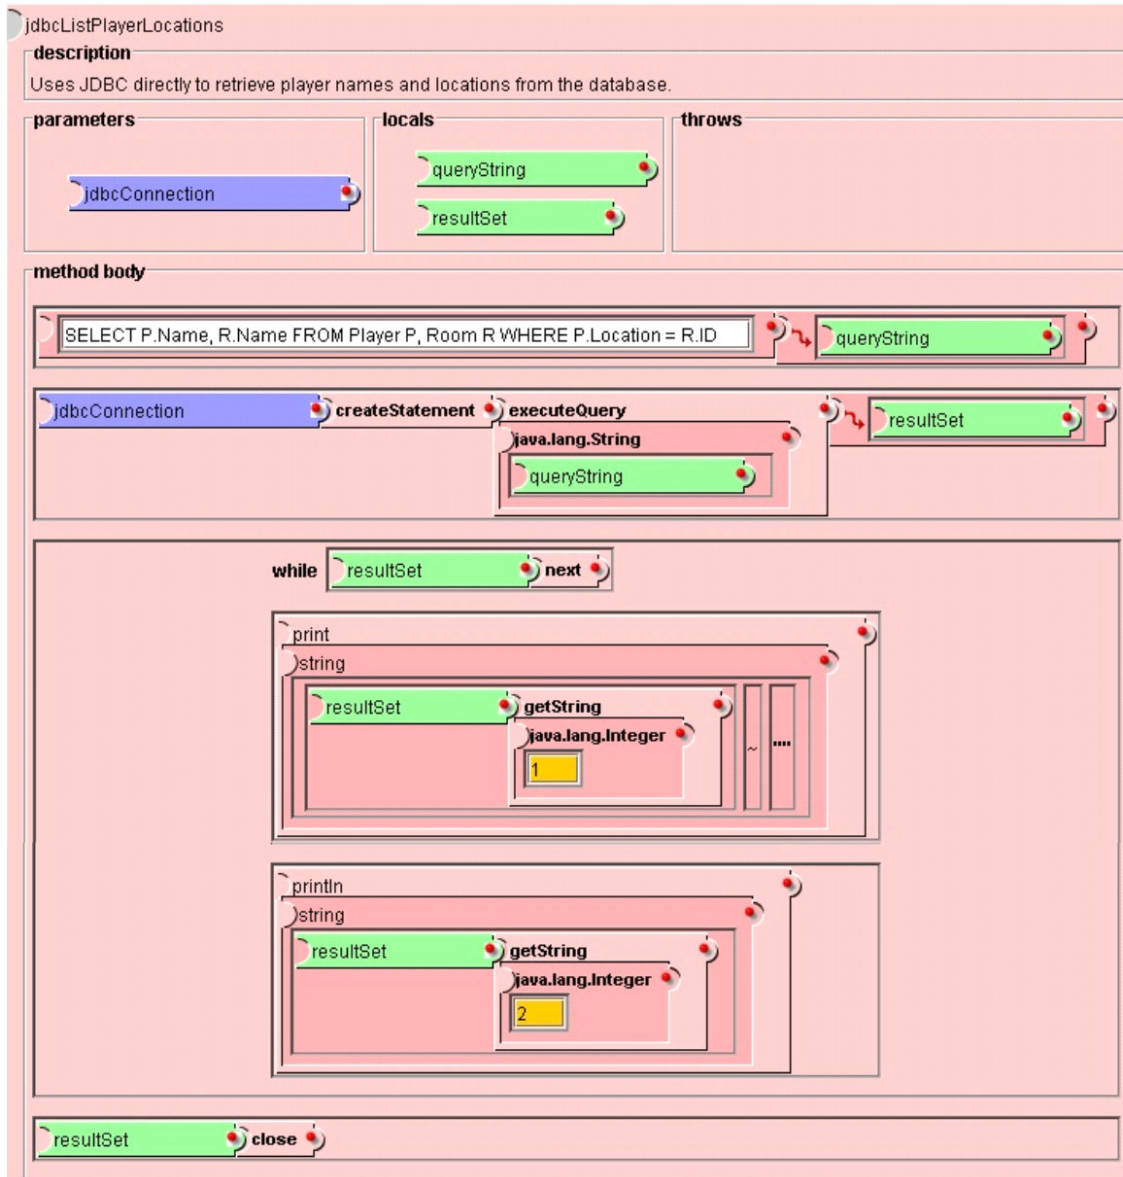 jdbcListPlayerLocations
description
Uses JDBC directly to retrieve player names and locations from the database.
parameters locals throws
jdbcConnection
queryString
resultSet
method body
SELECT P.Name, R.Name FROM Player P, Room R WHERE P.Location = R.ID queryString
jdbcConnection createStatement executeQuery resultSet
java.lang.String
queryString
while resultSet next
print
string
resultSet getString
java.lang.Integer
1 ~ ""
println
string
resultSet getString
java.lang.Integer
2
resultSet close